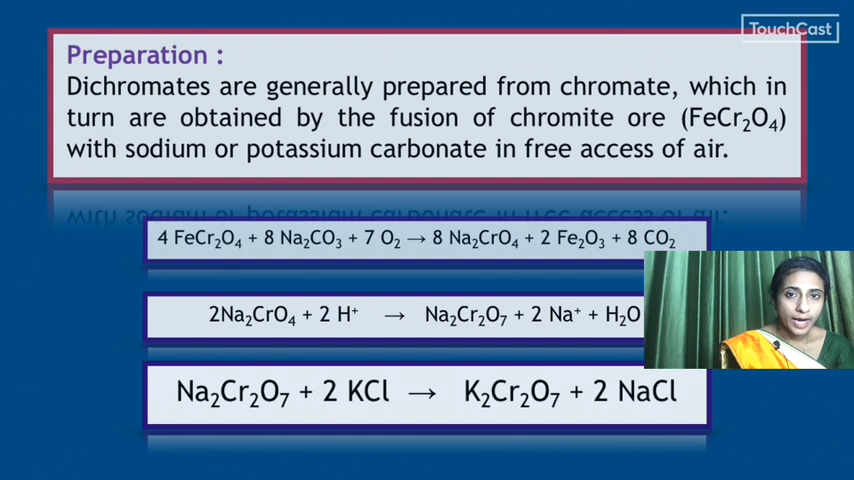 TouchCast
Preparation :
Dichromates are generally prepared from chromate, which in
turn are obtained by the fusion of chromite ore (FeCr₂O₄)
with sodium or potassium carbonate in free access of air.
4 FeCr₂O₄ + 8 Na₂CO₃ + 7 O₂ → 8 Na₂CrO₄ + 2 Fe₂O₃ + 8 CO₂
2Na₂CrO₄ + 2 H⁺ → Na₂Cr₂O₇ + 2 Na⁺ + H₂O
Na₂Cr₂O₇ + 2 KCl → K₂Cr₂O₇ + 2 NaCl